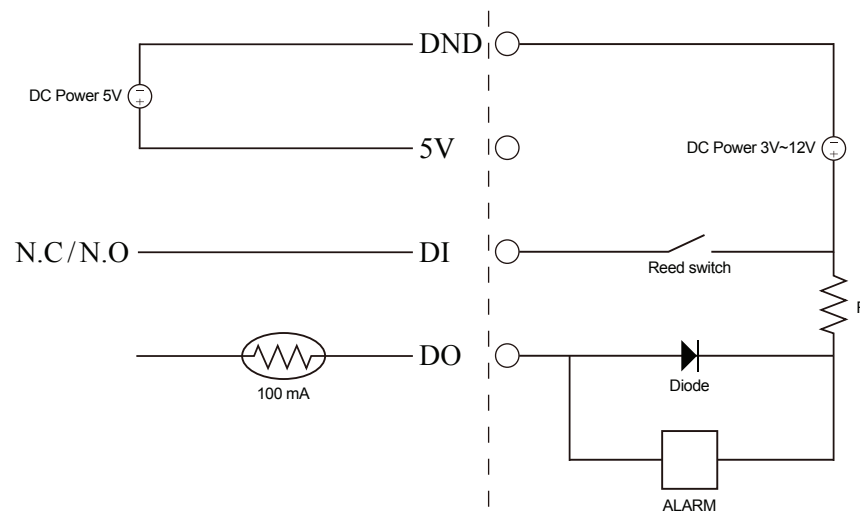 DND
DC Power 5V
5V
DC Power 3V~12V
N.C/N.O
DI
Reed switch
DO
100 mA
Diode
ALARM